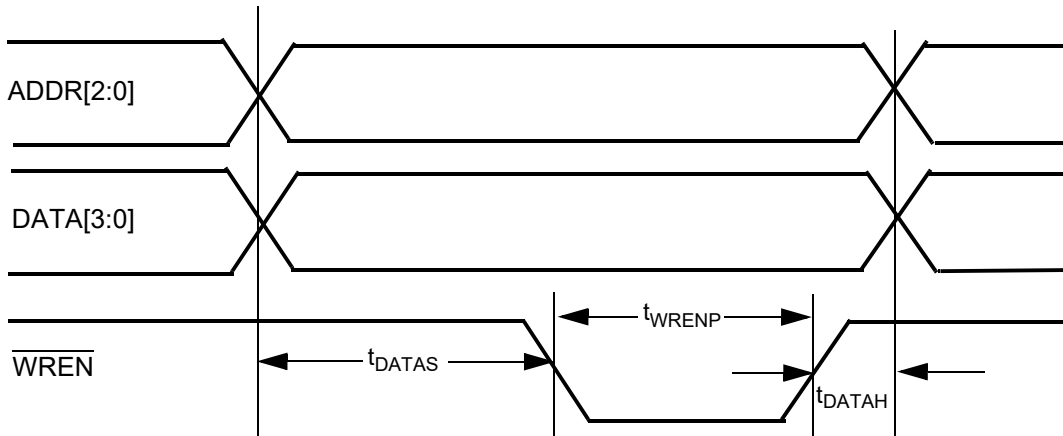 ADDR[2:0]
DATA[3:0]
tWRENP
WREN
tDATAS
tDATAH